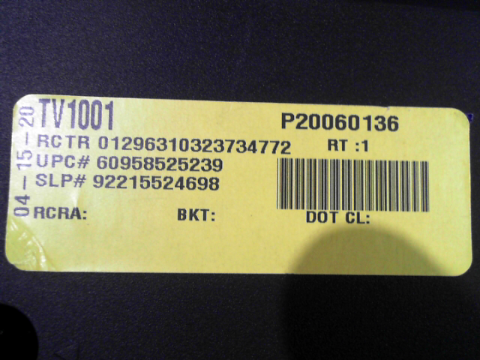 04-15-20
TV1001 P20060136
RCTR 01296310323734772 RT :1
UPC# 60958525239
SLP# 92215524698
RCRA: BKT: DOT CL: